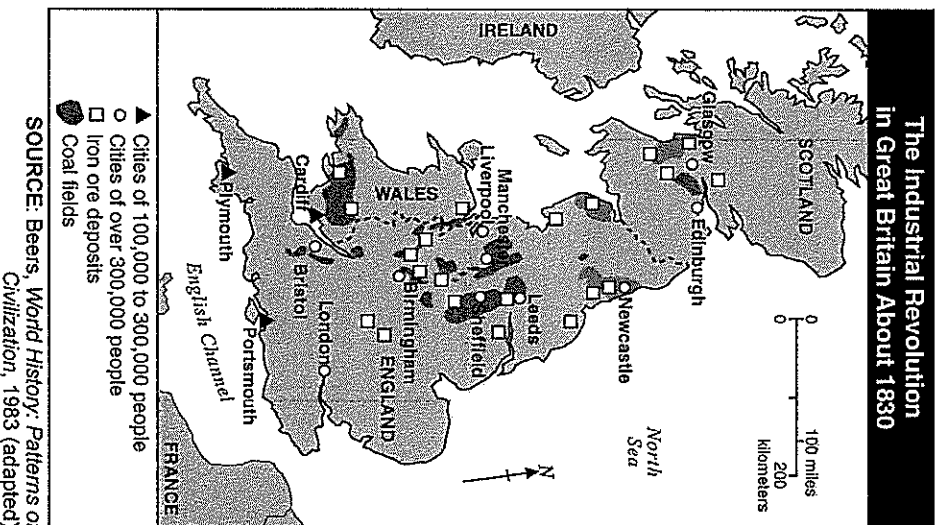 The Industrial Revolution
in Great Britain About 1830
0 100 miles
0 200
kilometers
SCOTLAND
Glasgow
Edinburgh
North
Sea
N
IRELAND
Newcastle
Leeds
Manchester
Liverpool
Sheffield
WALES
Birmingham
ENGLAND
Cardiff
Bristol
London
Plymouth
Portsmouth
English Channel
FRANCE
Cities of 100,000 to 300,000 people
Cities of over 300,000 people
Iron ore deposits
Coal fields
SOURCE: Beers, World History: Patterns of
Civilization, 1983 (adapted)